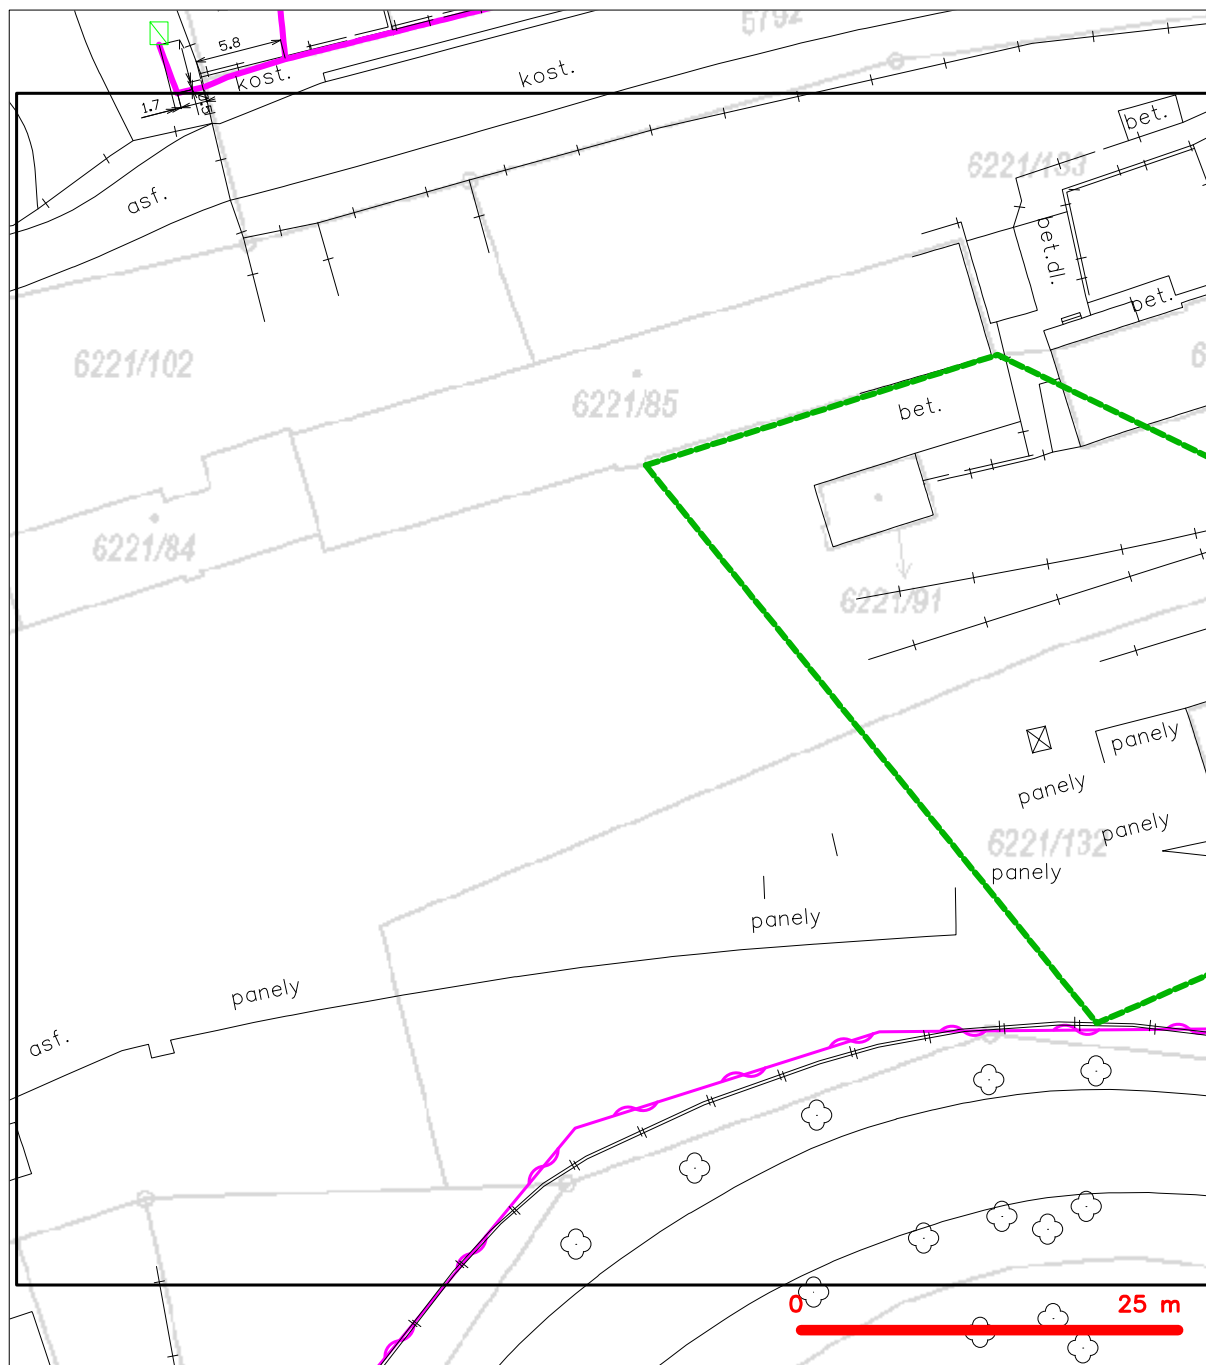 5792
5.8
kost.
kost.
1.7
bet.
6221/133
asf.
bet.dl.
bet.
6221/102
6221/85
bet.
6221/84
6221/91
panely
panely
panely
6221/132
panely
panely
panely
asf.
0
25 m